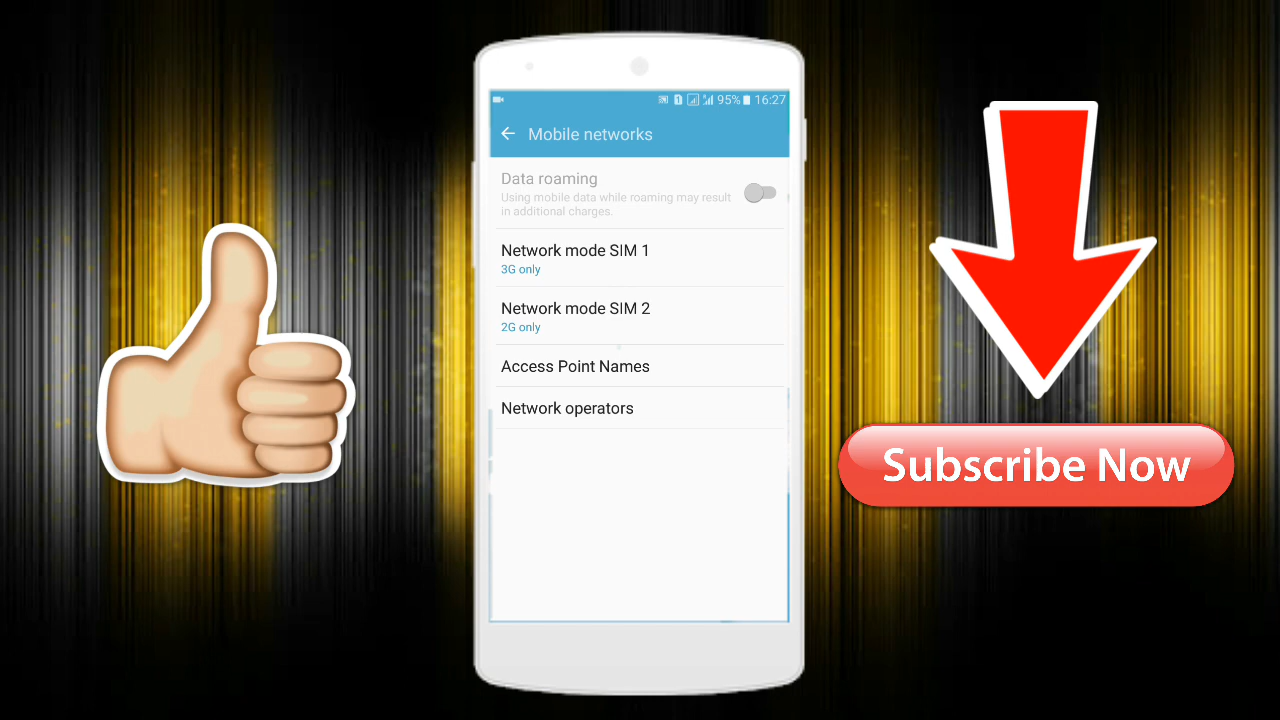 95% 16:27
Mobile networks
Data roaming
Using mobile data while roaming may result
in additional charges.
Network mode SIM 1
3G only
Network mode SIM 2
2G only
Access Point Names
Network operators
Subscribe Now